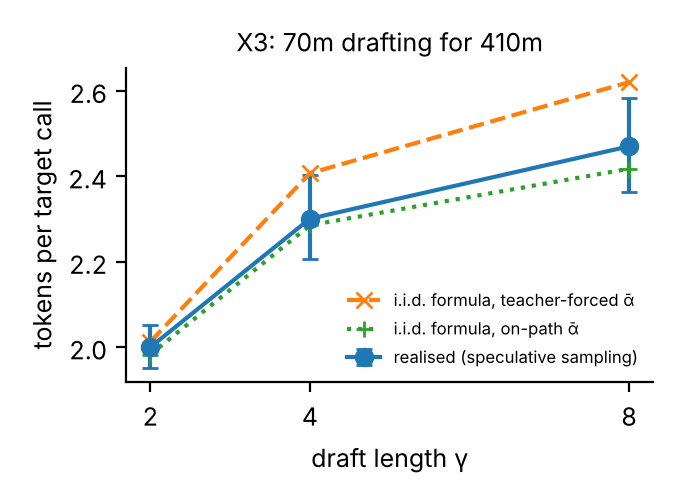 X3: 70m drafting for 410m
tokens per target call
2.6
2.4
2.2
2.0
i.i.d. formula, teacher-forced ᾱ
i.i.d. formula, on-path ᾱ
realised (speculative sampling)
2
4
8
draft length γ